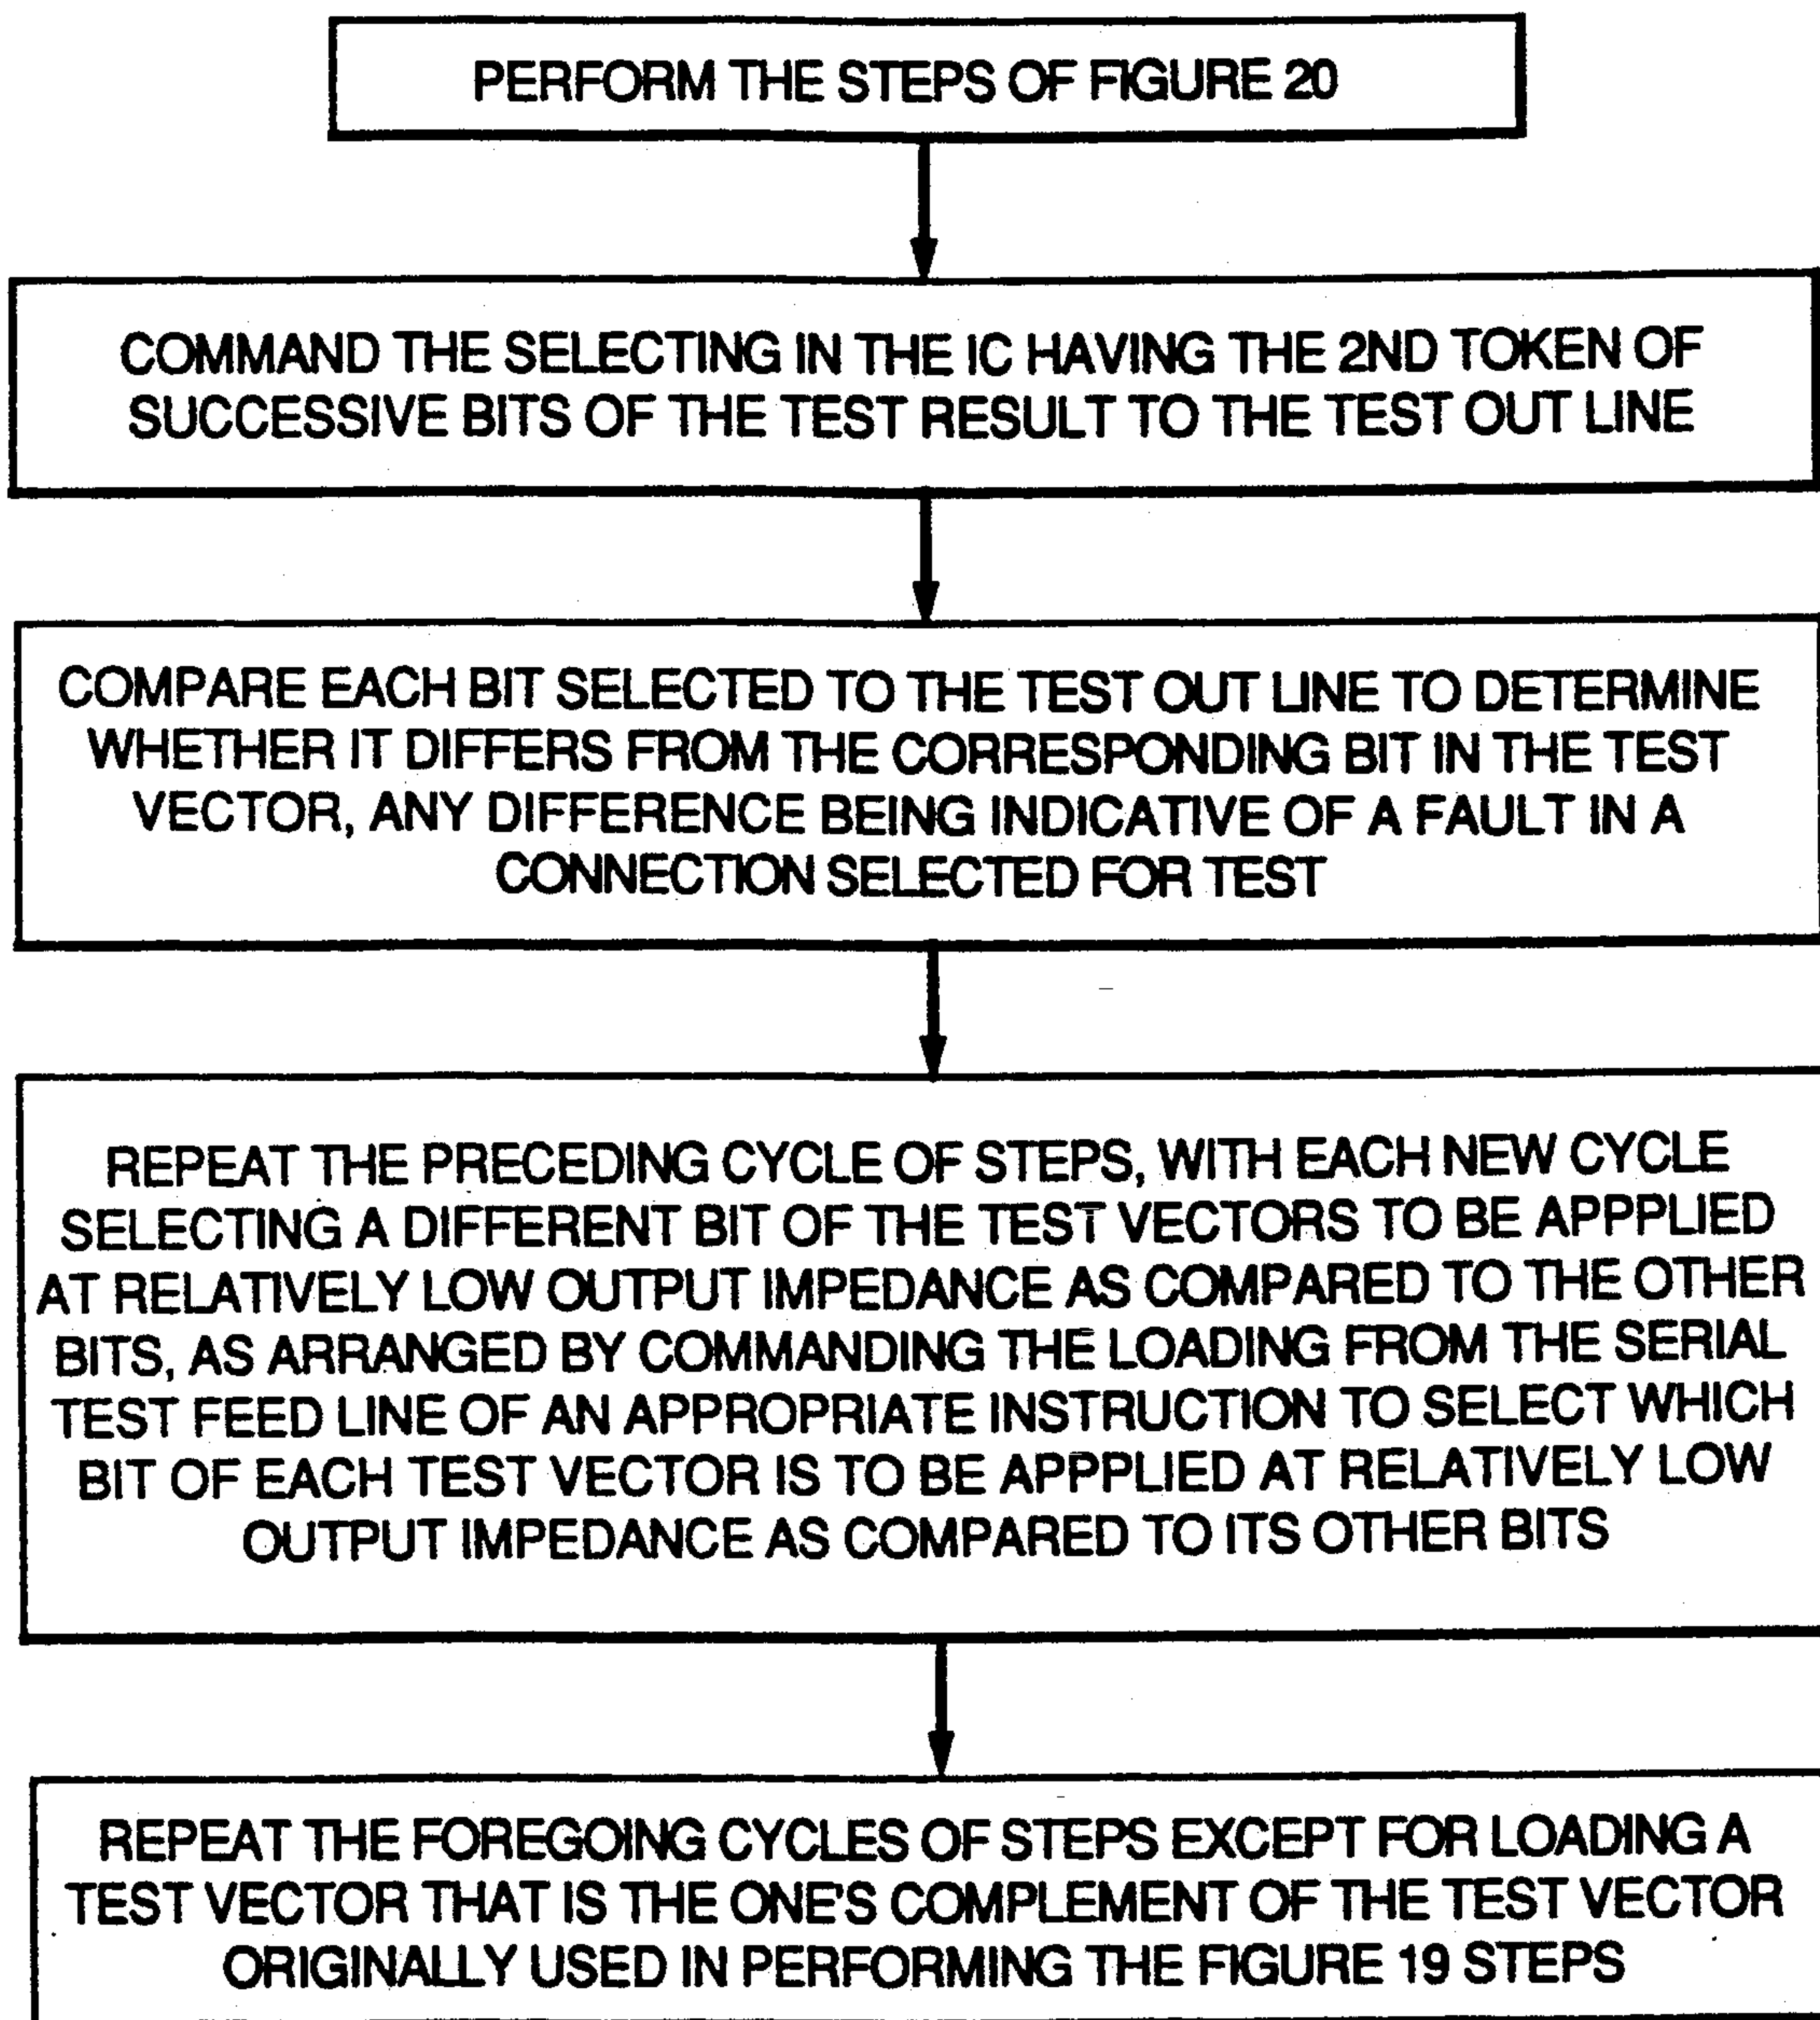 PERFORM THE STEPS OF FIGURE 20
COMMAND THE SELECTING IN THE IC HAVING THE 2ND TOKEN OF
SUCCESSIVE BITS OF THE TEST RESULT TO THE TEST OUT LINE
COMPARE EACH BIT SELECTED TO THE TEST OUT LINE TO DETERMINE
WHETHER IT DIFFERS FROM THE CORRESPONDING BIT IN THE TEST
VECTOR, ANY DIFFERENCE BEING INDICATIVE OF A FAULT IN A
CONNECTION SELECTED FOR TEST
REPEAT THE PRECEDING CYCLE OF STEPS, WITH EACH NEW CYCLE
SELECTING A DIFFERENT BIT OF THE TEST VECTORS TO BE APPPLIED
AT RELATIVELY LOW OUTPUT IMPEDANCE AS COMPARED TO THE OTHER
BITS, AS ARRANGED BY COMMANDING THE LOADING FROM THE SERIAL
TEST FEED LINE OF AN APPROPRIATE INSTRUCTION TO SELECT WHICH
BIT OF EACH TEST VECTOR IS TO BE APPPLIED AT RELATIVELY LOW
OUTPUT IMPEDANCE AS COMPARED TO ITS OTHER BITS
REPEAT THE FOREGOING CYCLES OF STEPS EXCEPT FOR LOADING A
TEST VECTOR THAT IS THE ONE'S COMPLEMENT OF THE TEST VECTOR
ORIGINALLY USED IN PERFORMING THE FIGURE 19 STEPS